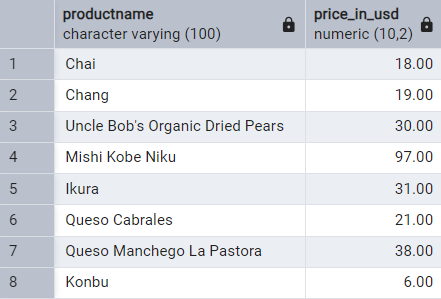 productname price_in_usd
character varying (100) numeric (10,2)
1 Chai 18.00
2 Chang 19.00
3 Uncle Bob's Organic Dried Pears 30.00
4 Mishi Kobe Niku 97.00
5 Ikura 31.00
6 Queso Cabrales 21.00
7 Queso Manchego La Pastora 38.00
8 Konbu 6.00